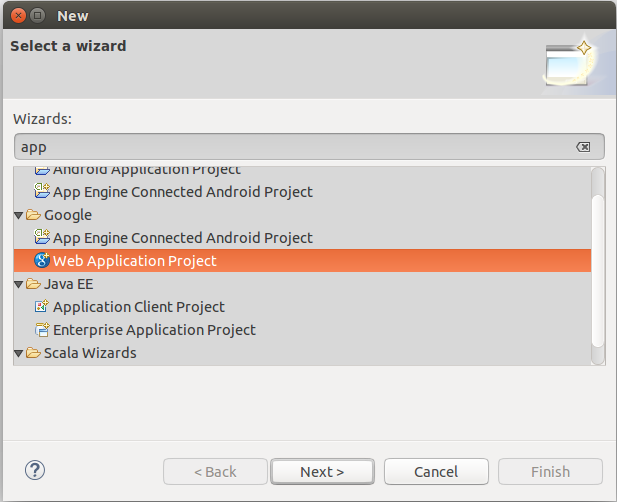 New
Select a wizard
Wizards:
app
Android Application Project
App Engine Connected Android Project
Google
App Engine Connected Android Project
Web Application Project
Java EE
Application Client Project
Enterprise Application Project
Scala Wizards
? < Back Next > Cancel Finish